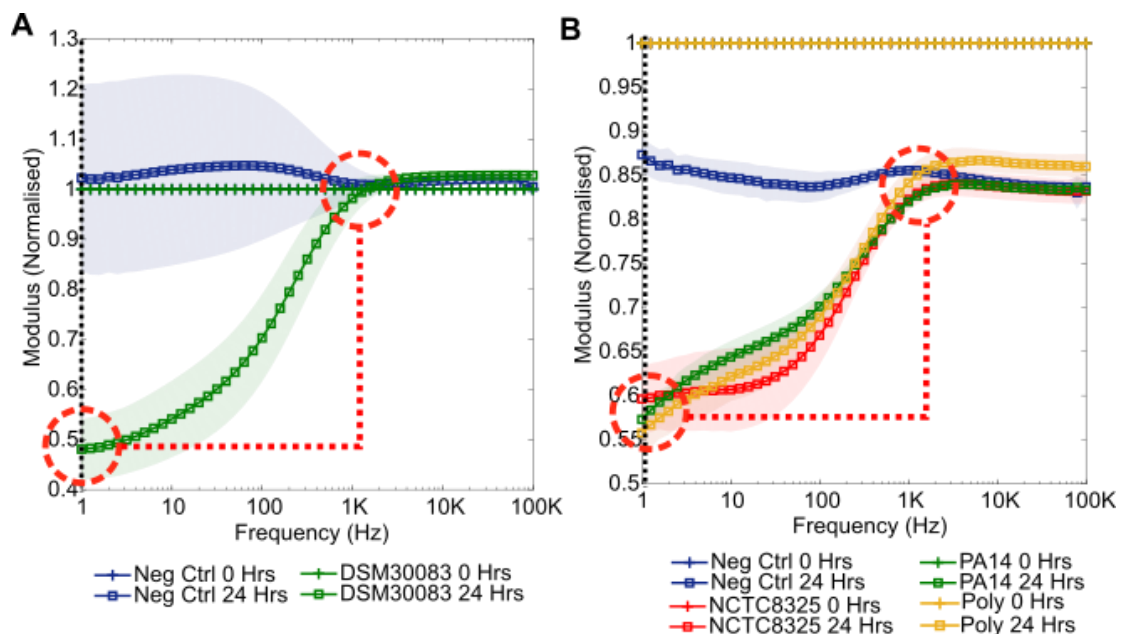 A
1.3
1.2
1.1
1
0.9
0.8
0.7
0.6
0.5
0.4
Modulus (Normalised)
1 10 100 1K 10K 100K
Frequency (Hz)
Neg Ctrl 0 Hrs DSM30083 0 Hrs
Neg Ctrl 24 Hrs DSM30083 24 Hrs
B
1
0.95
0.9
0.85
0.8
0.75
0.7
0.65
0.6
0.55
0.5
Modulus (Normalised)
1 10 100 1K 10K 100K
Frequency (Hz)
Neg Ctrl 0 Hrs PA14 0 Hrs
Neg Ctrl 24 Hrs PA14 24 Hrs
NCTC8325 0 Hrs Poly 0 Hrs
NCTC8325 24 Hrs Poly 24 Hrs